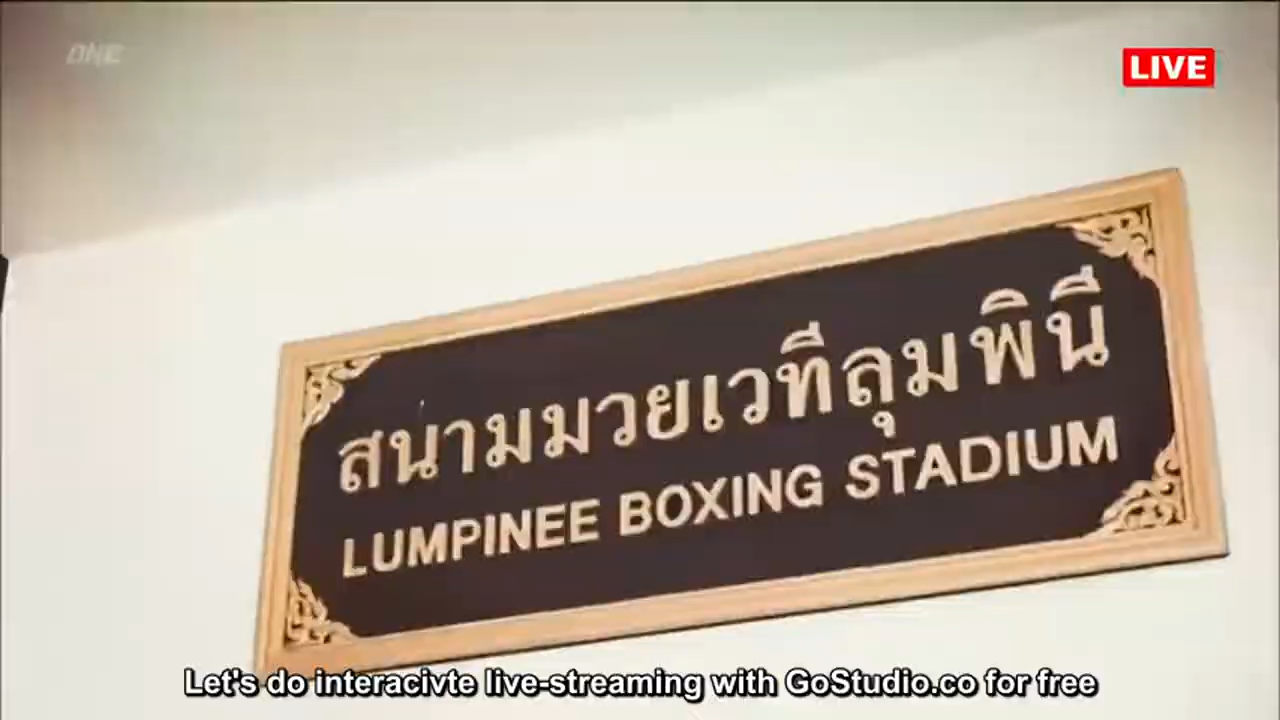 ONE
LIVE
สนามมวยเวทีลุมพินี
LUMPINEE BOXING STADIUM
Let's do interacivte live-streaming with GoStudio.co for free